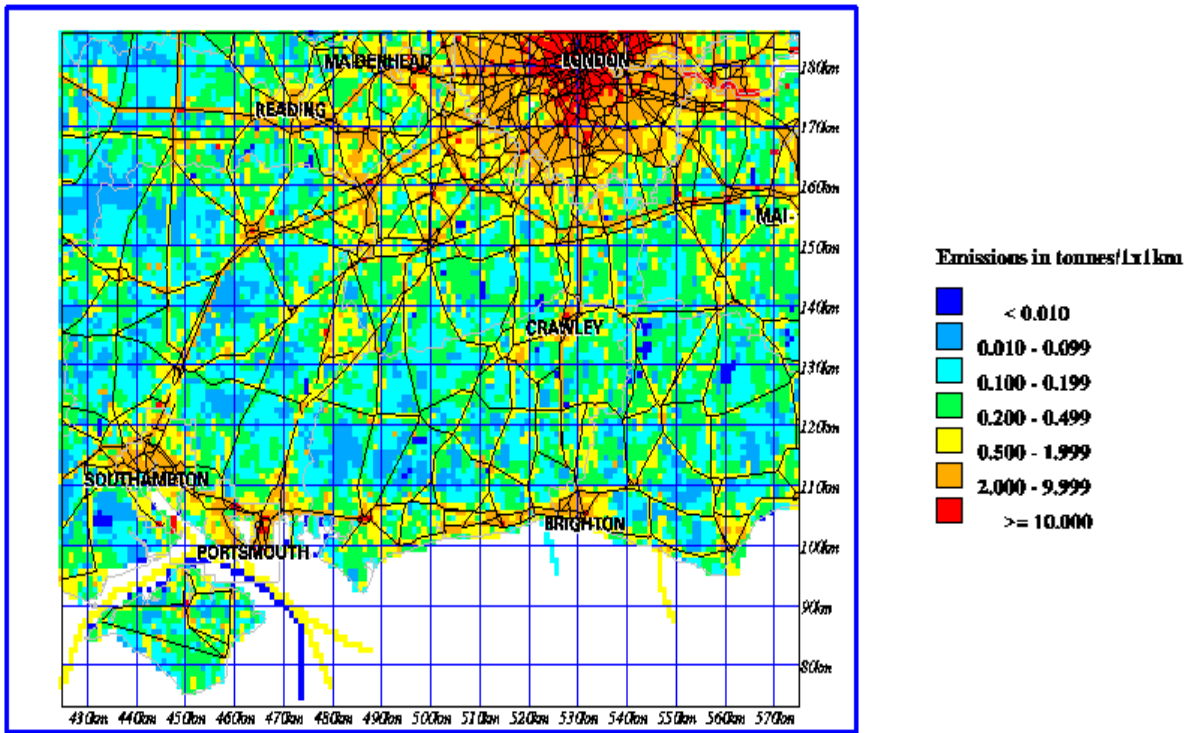 LONDON
MAIDENHEAD
180km
READING
170km
160km
MAI-
150km
140km
CRAWLEY
130km
120km
SOUTHAMPTON
110km
BRIGHTON
PORTSMOUTH
100km
90km
80km
430km 440km 450km 460km 470km 480km 490km 500km 510km 520km 530km 540km 550km 560km 570km
Emissions in tonnes/1x1km
< 0.010
0.010 - 0.099
0.100 - 0.199
0.200 - 0.499
0.500 - 1.999
2.000 - 9.999
>= 10.000